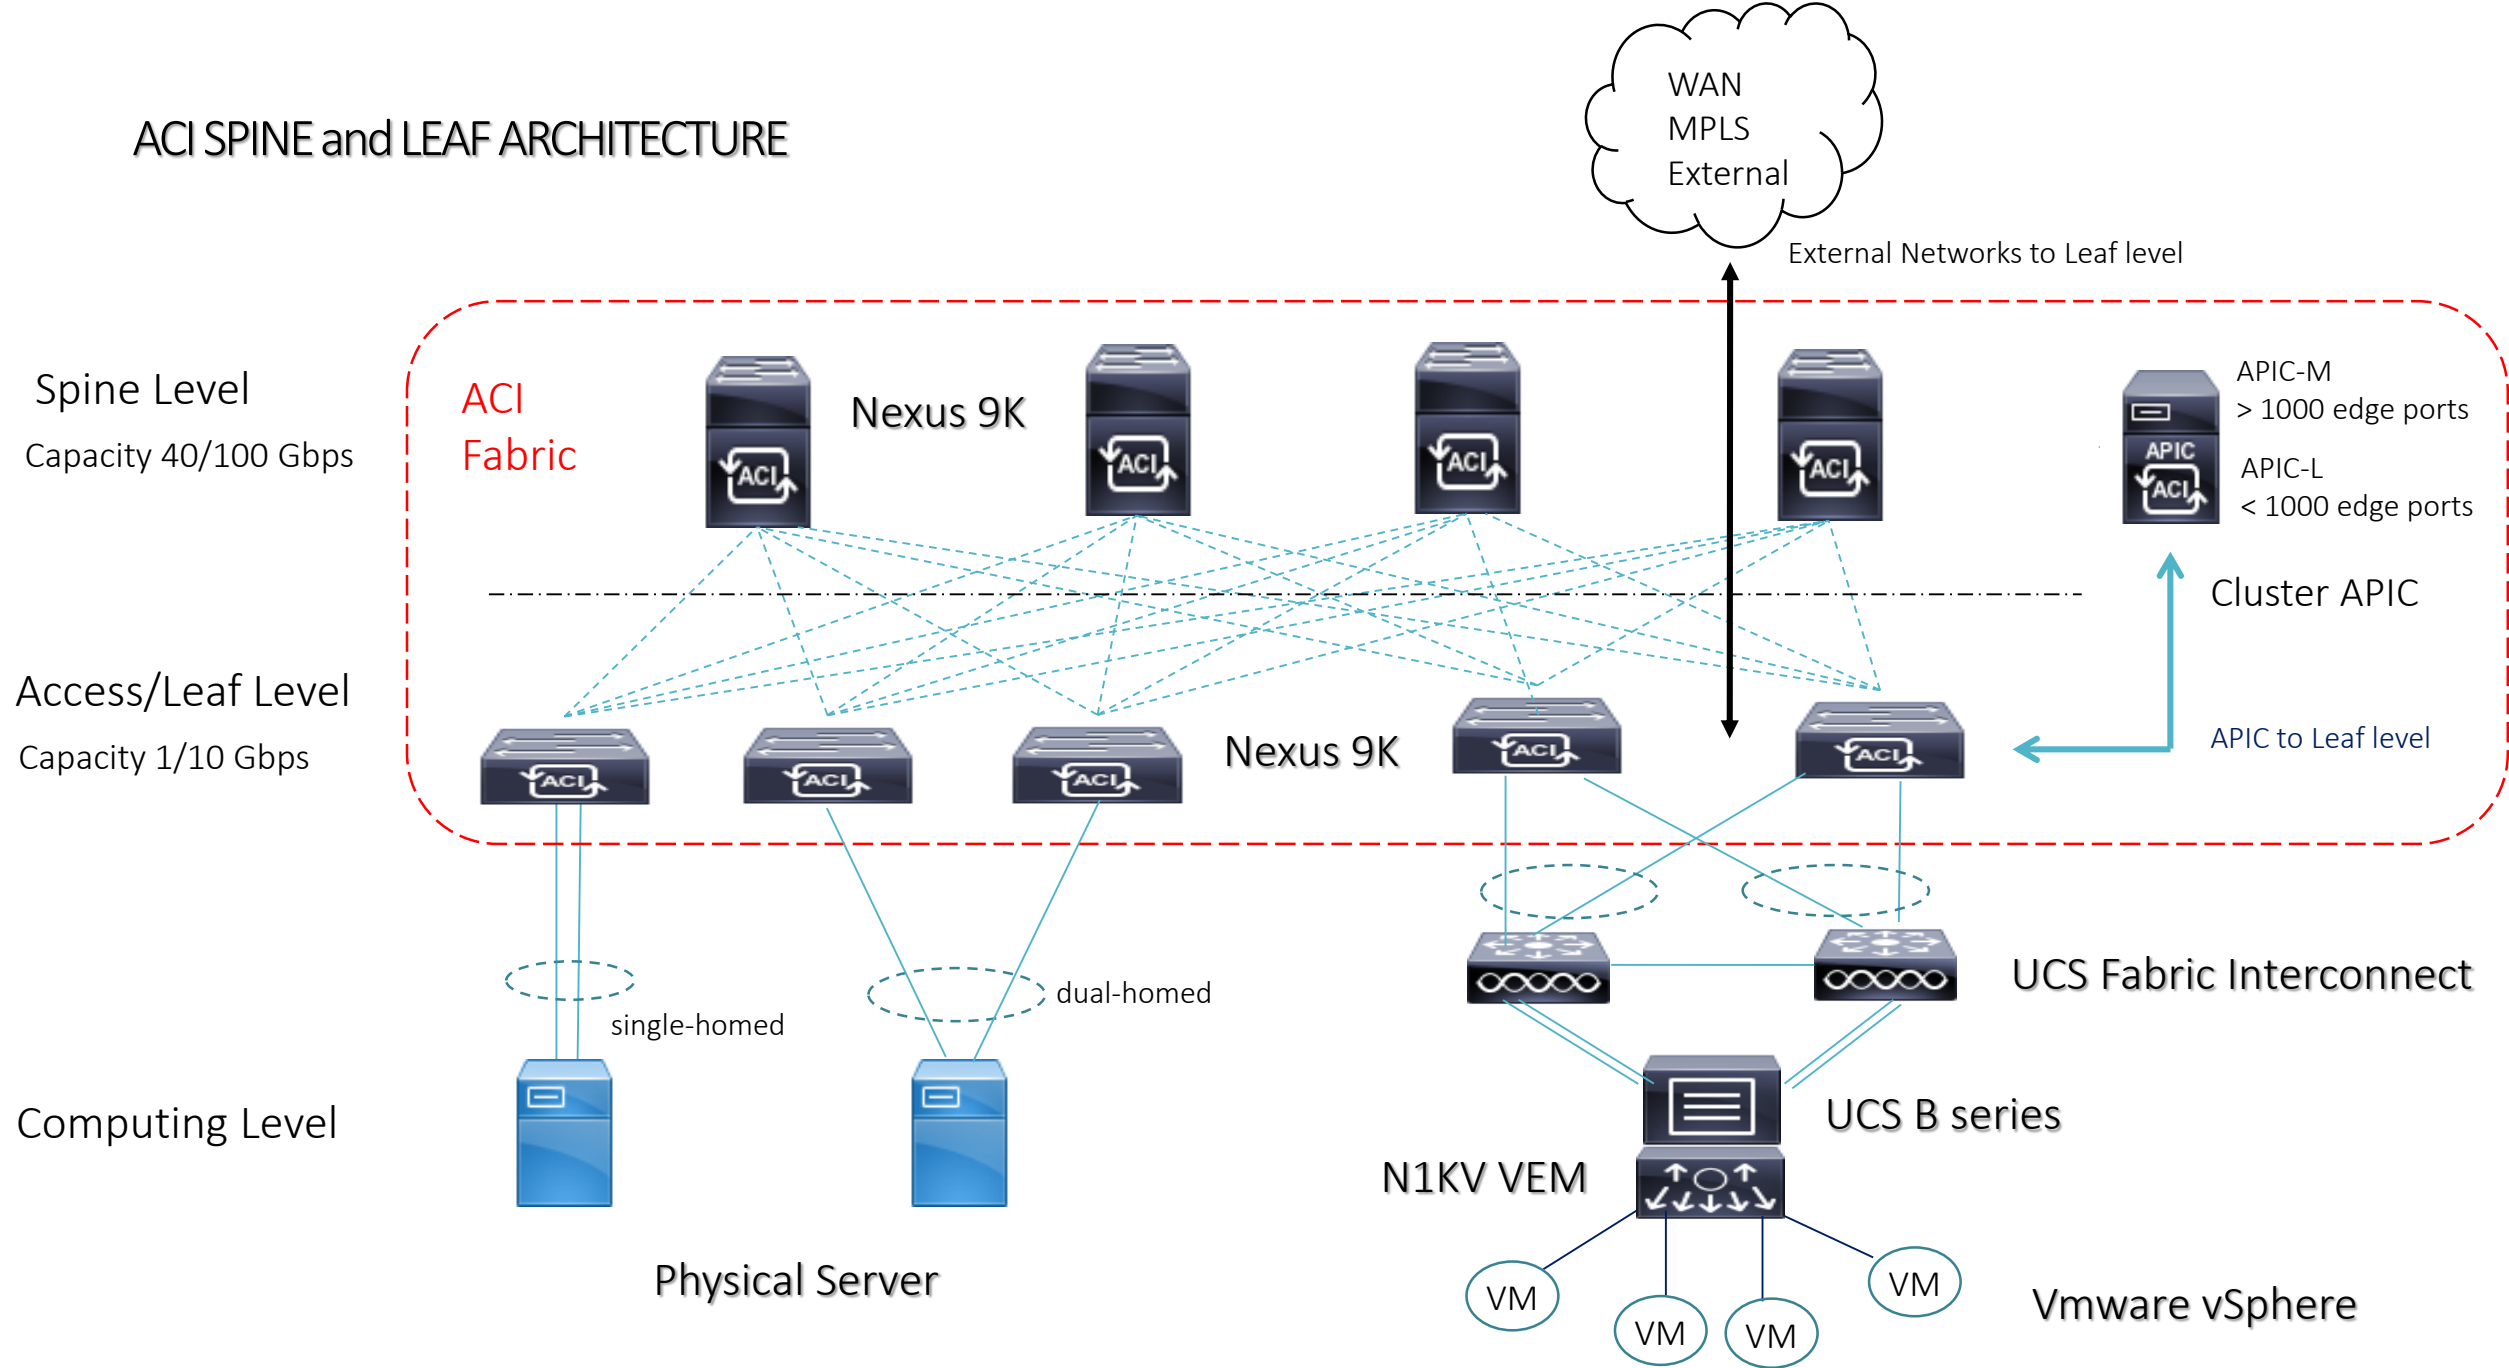 WAN
MPLS
External
ACI SPINE and LEAF ARCHITECTURE
External Networks to Leaf level
Spine Level
Capacity 40/100 Gbps
ACI
Fabric
Nexus 9K
ACI
ACI
ACI
ACI
APIC
ACI
APIC-M
> 1000 edge ports
APIC-L
< 1000 edge ports
Cluster APIC
Access/Leaf Level
Capacity 1/10 Gbps
ACI
ACI
ACI
Nexus 9K
ACI
ACI
APIC to Leaf level
single-homed
dual-homed
UCS Fabric Interconnect
Computing Level
UCS B series
N1KV VEM
Physical Server
VM
VM
VM
VM
Vmware vSphere